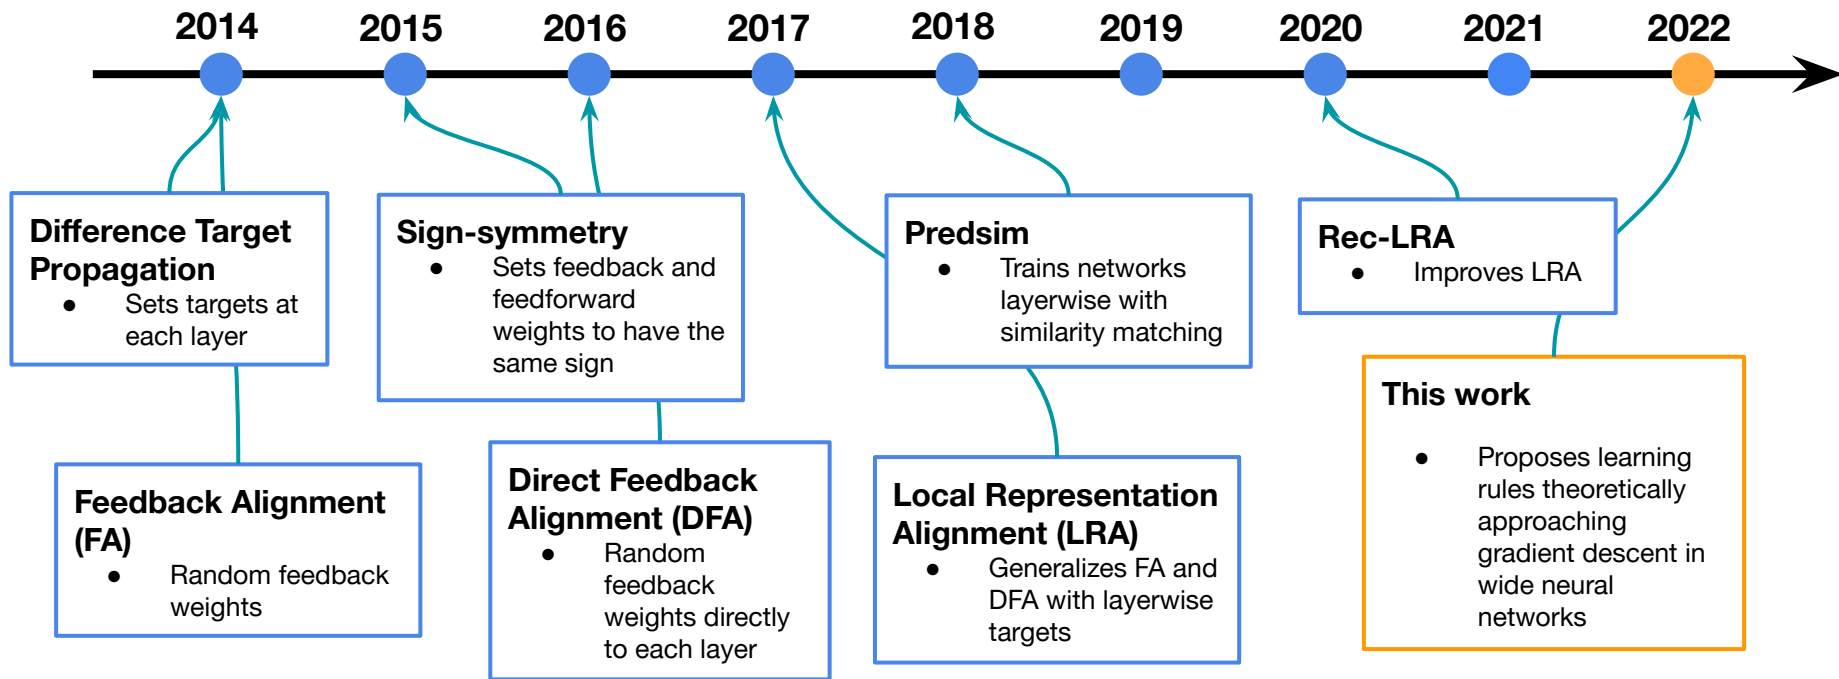 2014 2015 2016 2017 2018 2019 2020 2021 2022
Difference Target
Propagation
● Sets targets at
each layer
Feedback Alignment
(FA)
● Random feedback
weights
Sign-symmetry
● Sets feedback and
feedforward
weights to have the
same sign
Direct Feedback
Alignment (DFA)
● Random
feedback
weights directly
to each layer
Predsim
● Trains networks
layerwise with
similarity matching
Local Representation
Alignment (LRA)
● Generalizes FA and
DFA with layerwise
targets
Rec-LRA
● Improves LRA
This work
● Proposes learning
rules theoretically
approaching
gradient descent in
wide neural
networks